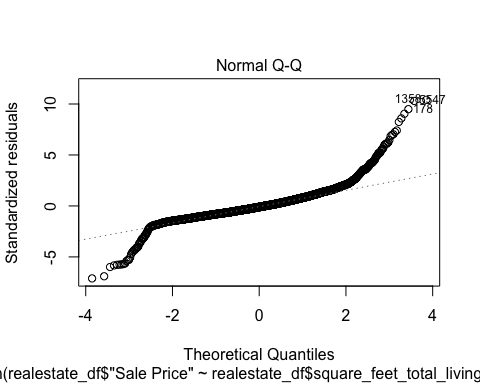 Normal Q-Q
Standardized residuals
10
5
0
-5
178
-4
-2
0
2
4
Theoretical Quantiles
(realestate_df$"Sale Price" ~ realestate_df$square_feet_total_living